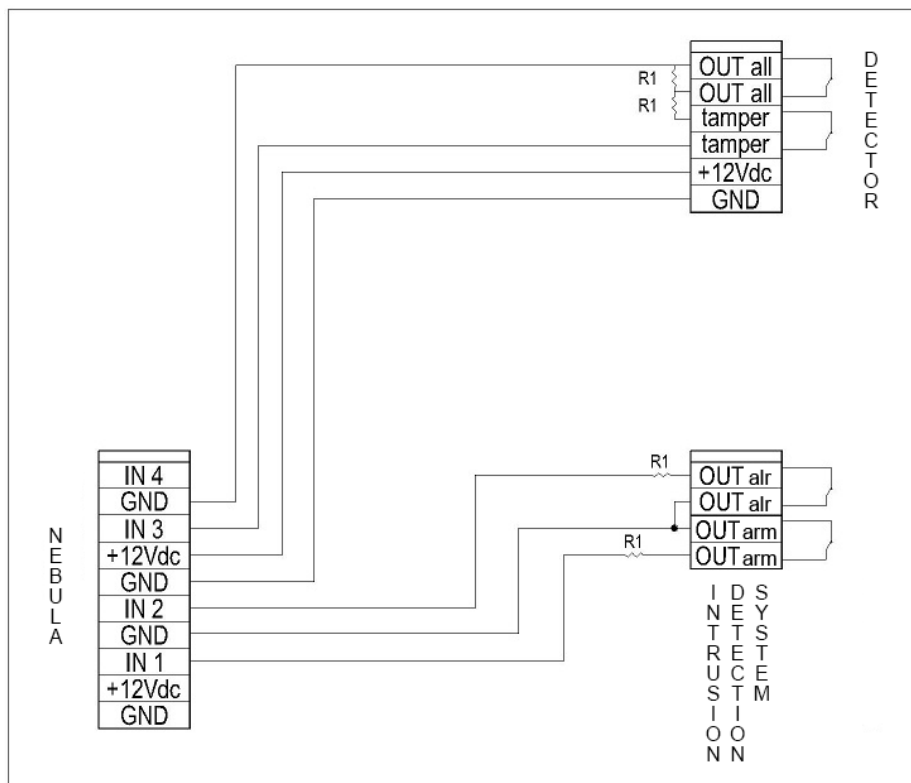 OUT all
R1
OUT all
R1
tamper
tamper
+12Vdc
GND
DETECTOR
IN 4
GND
IN 3
+12Vdc
GND
IN 2
GND
IN 1
+12Vdc
GND
NEBULA
R1
OUT alr
OUT alr
OUT arm
R1
OUT arm
INTRUSION
DETECTION
SYSTEM